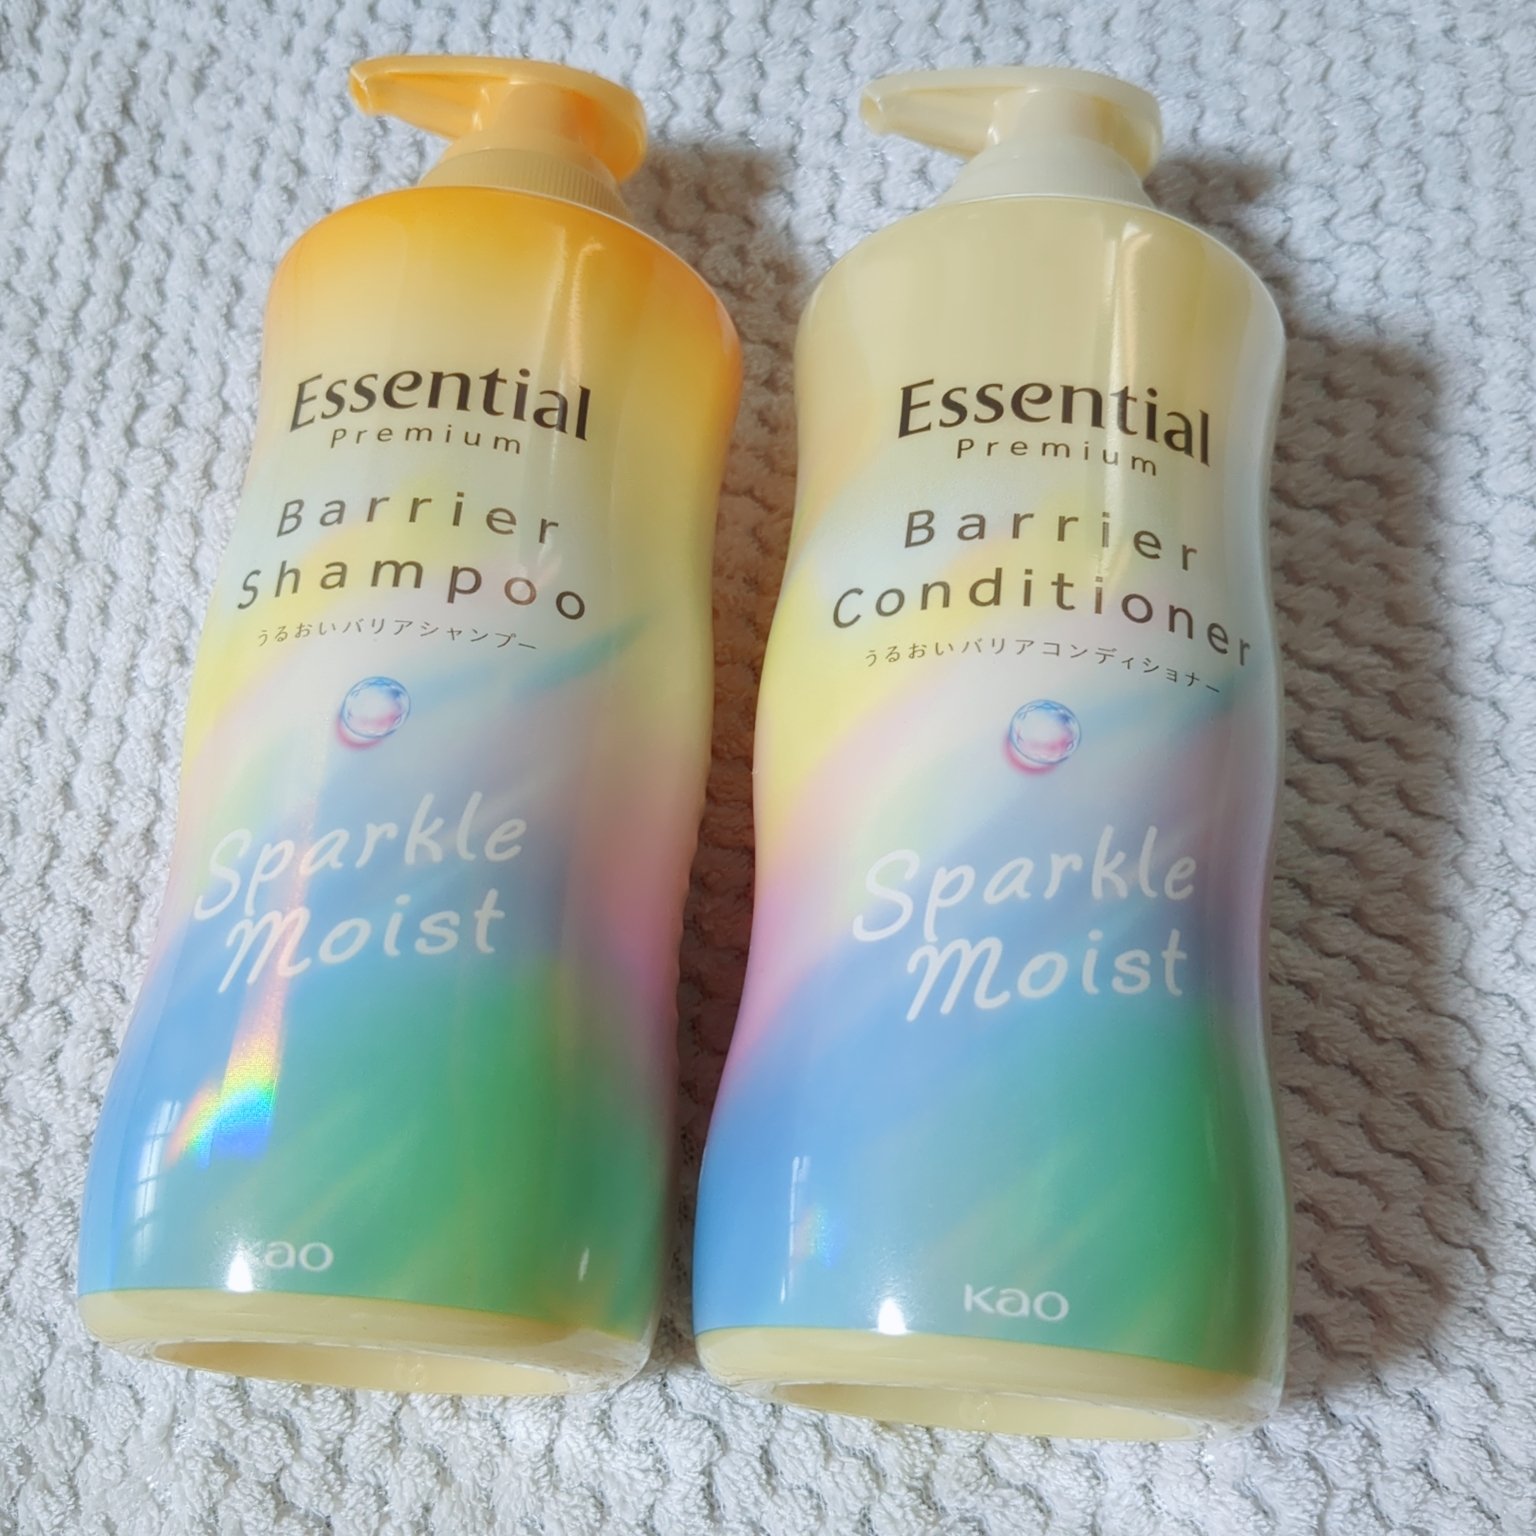 Essential
Premium
Barrier
Shampoo
うるおいバリアシャンプー
Sparkle
Moist
Kao
Essential
Premium
Barrier
Conditioner
うるおいバリアコンディショナー
Sparkle
Moist
Kao